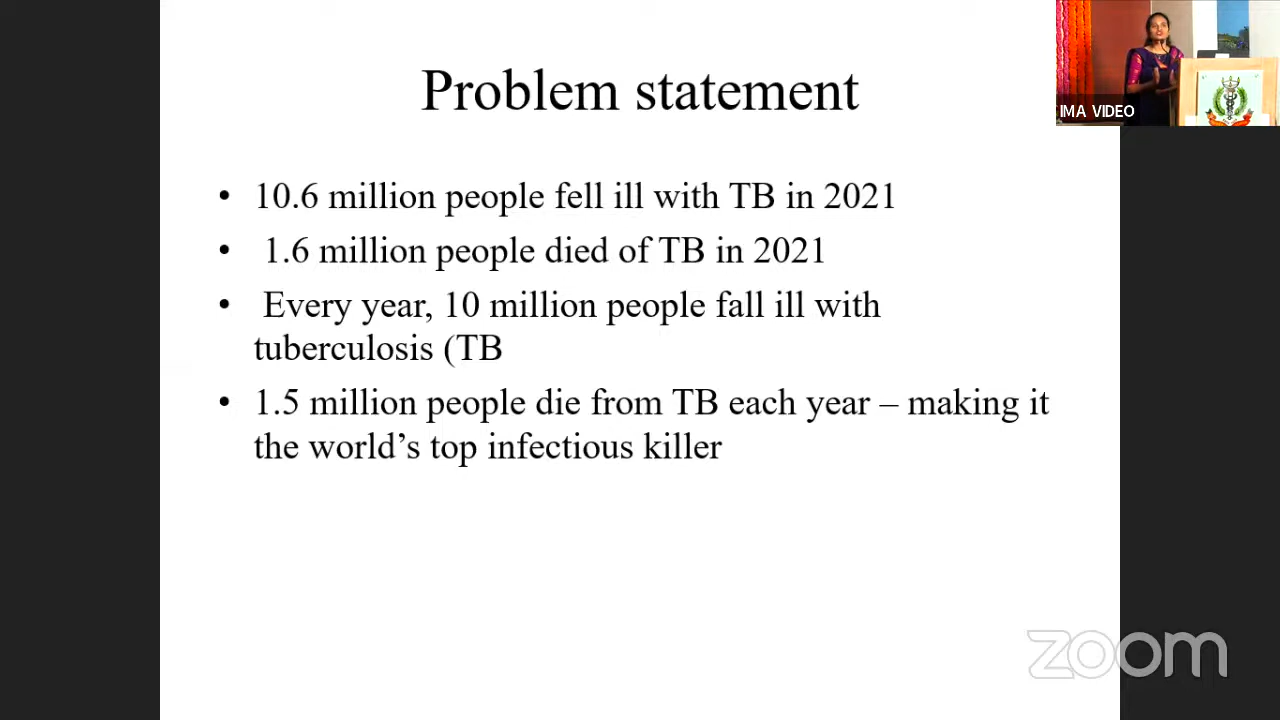 Problem statement
IMA VIDEO
• 10.6 million people fell ill with TB in 2021
• 1.6 million people died of TB in 2021
• Every year, 10 million people fall ill with
tuberculosis (TB
• 1.5 million people die from TB each year – making it
the world’s top infectious killer
zoom